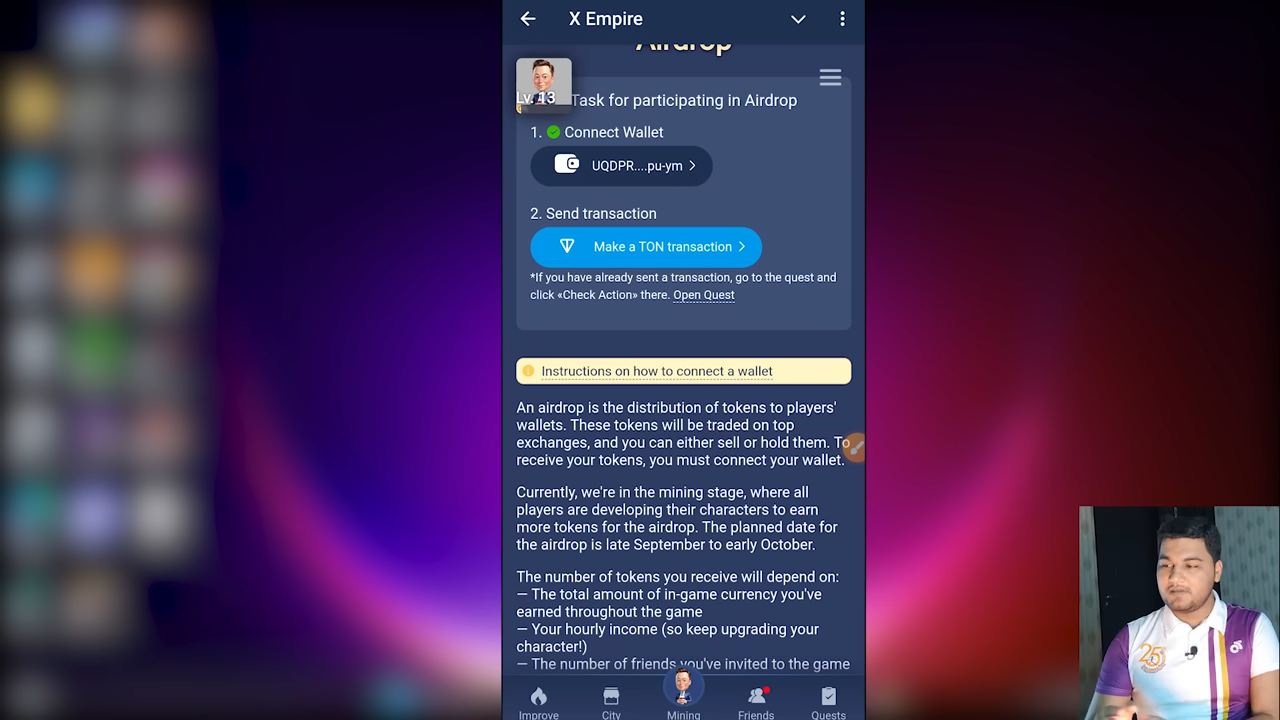 X Empire
Airdrop
Lv. 13
Task for participating in Airdrop
1. Connect Wallet
UQDPR....pu-ym
2. Send transaction
Make a TON transaction
*If you have already sent a transaction, go to the quest and
click «Check Action» there. Open Quest
Instructions on how to connect a wallet
An airdrop is the distribution of tokens to players'
wallets. These tokens will be traded on top
exchanges, and you can either sell or hold them. To
receive your tokens, you must connect your wallet.
Currently, we're in the mining stage, where all
players are developing their characters to earn
more tokens for the airdrop. The planned date for
the airdrop is late September to early October.
The number of tokens you receive will depend on:
— The total amount of in-game currency you've
earned throughout the game
— Your hourly income (so keep upgrading your
character!)
— The number of friends you've invited to the game
Improve
City
Mining
Friends
Quests
25